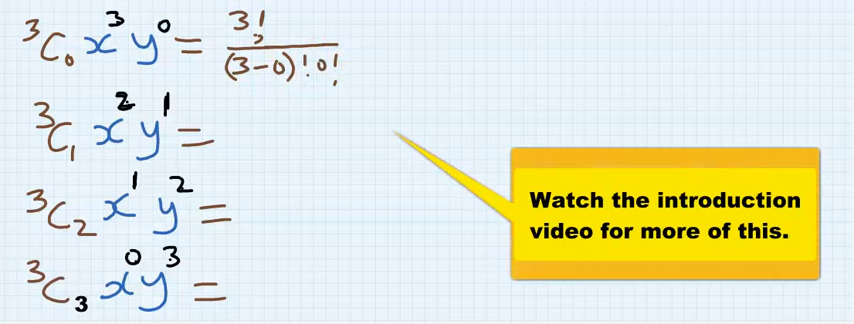 ³C₀ x³ y⁰ = 3! / (3-0)! 0!
³C₁ x² y¹ =
³C₂ x¹ y² =
³C₃ x⁰ y³ =
Watch the introduction
video for more of this.